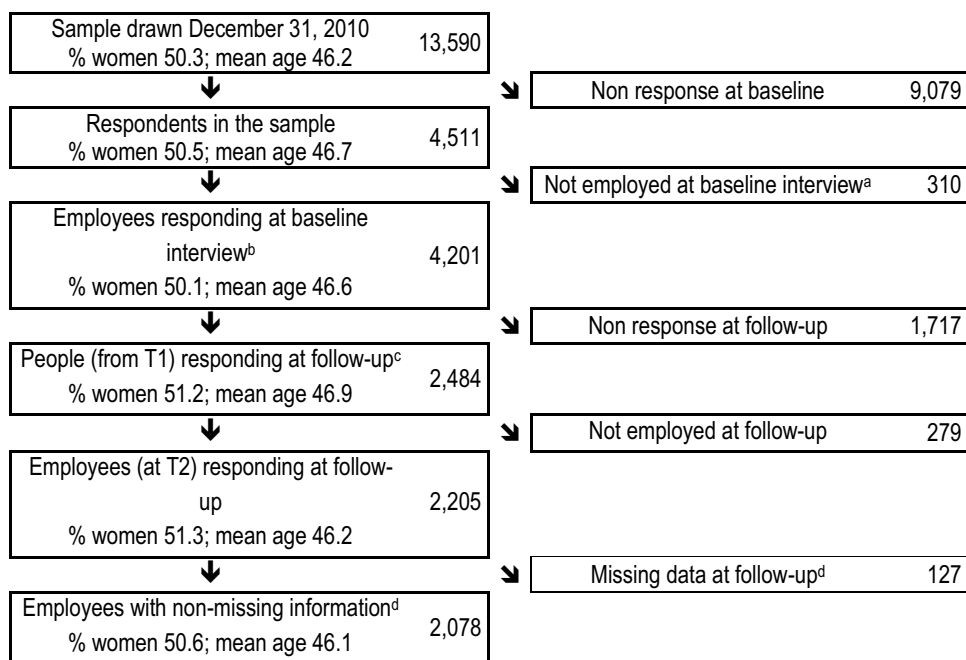 Sample drawn December 31, 2010
% women 50.3; mean age 46.2
13,590
Non response at baseline 9,079
Respondents in the sample
% women 50.5; mean age 46.7
4,511
Not employed at baseline interviewᵃ 310
Employees responding at baseline
interviewᵇ
% women 50.1; mean age 46.6
4,201
Non response at follow-up 1,717
People (from T1) responding at follow-upᶜ
% women 51.2; mean age 46.9
2,484
Not employed at follow-up 279
Employees (at T2) responding at follow-
up
% women 51.3; mean age 46.2
2,205
Missing data at follow-upᵈ 127
Employees with non-missing informationᵈ
% women 50.6; mean age 46.1
2,078